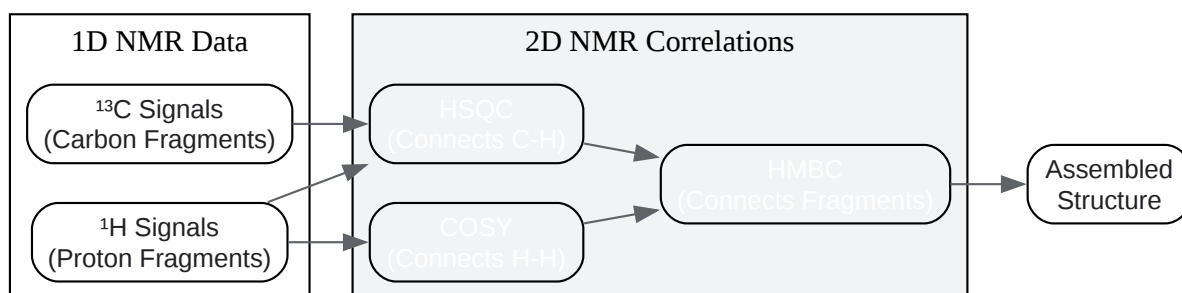 1D NMR Data
¹³C Signals
(Carbon Fragments)
¹H Signals
(Proton Fragments)
2D NMR Correlations
HSQC
(Connects C-H)
COSY
(Connects H-H)
HMBC
(Connects Fragments)
Assembled
Structure